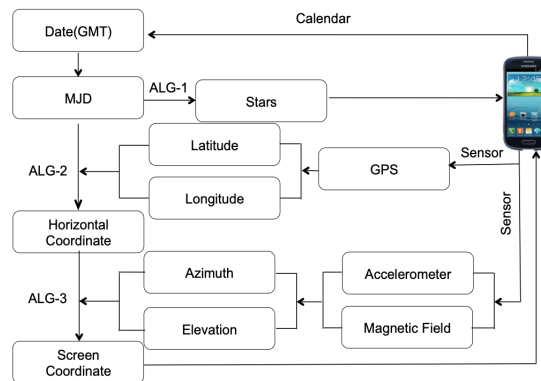 Calendar
Date(GMT)
MJD
ALG-1
Stars
Latitude
ALG-2
Longitude
GPS
Sensor
Sensor
Horizontal
Coordinate
Azimuth
Accelerometer
ALG-3
Elevation
Magnetic Field
Screen
Coordinate